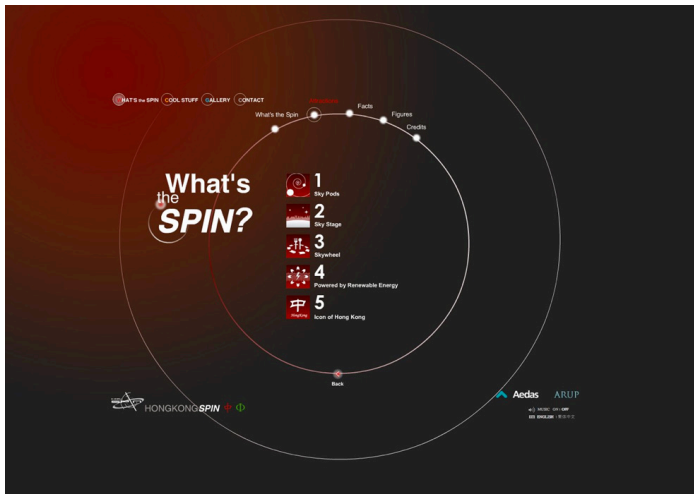 WHAT'S the SPIN COOL STUFF GALLERY CONTACT
What's the Spin
Facts
Figures
Credits
What's
the
SPIN?
1
Sky Pods
2
Sky Stage
3
Skywheel
4
Powered by Renewable Energy
5
Icon of Hong Kong
Back
HONGKONGSPIN
Aedas ARUP
MUSIC ON / OFF
ENGLISH